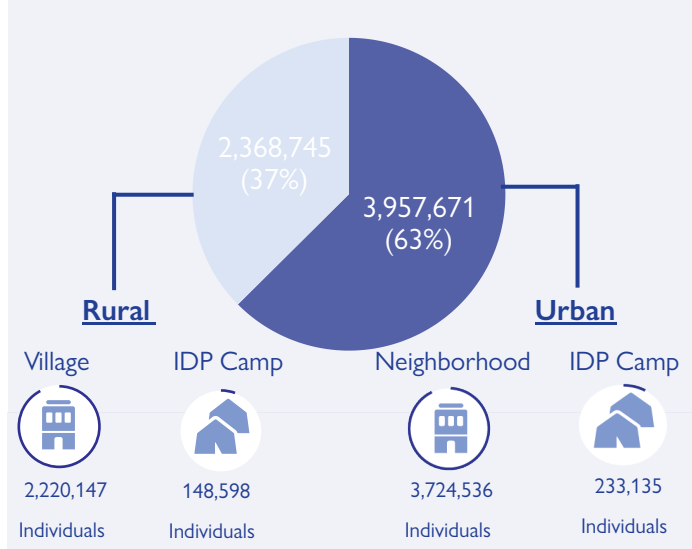 2,368,745
(37%)
3,957,671
(63%)
Rural
Urban
Village
IDP Camp
Neighborhood
IDP Camp
2,220,147
148,598
3,724,536
233,135
Individuals
Individuals
Individuals
Individuals